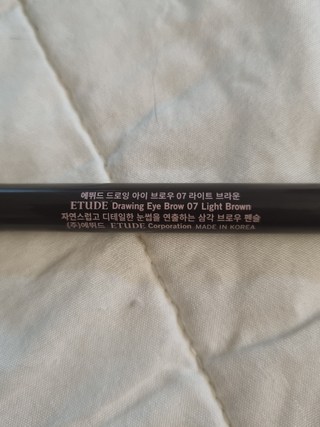 에뛰드 드로잉 아이 브로우 07 라이트 브라운
ETUDE Drawing Eye Brow 07 Light Brown
자연스럽고 디테일한 눈썹을 연출하는 삼각 브로우 펜슬
(주)에뛰드 ETUDE Corporation MADE IN KOREA